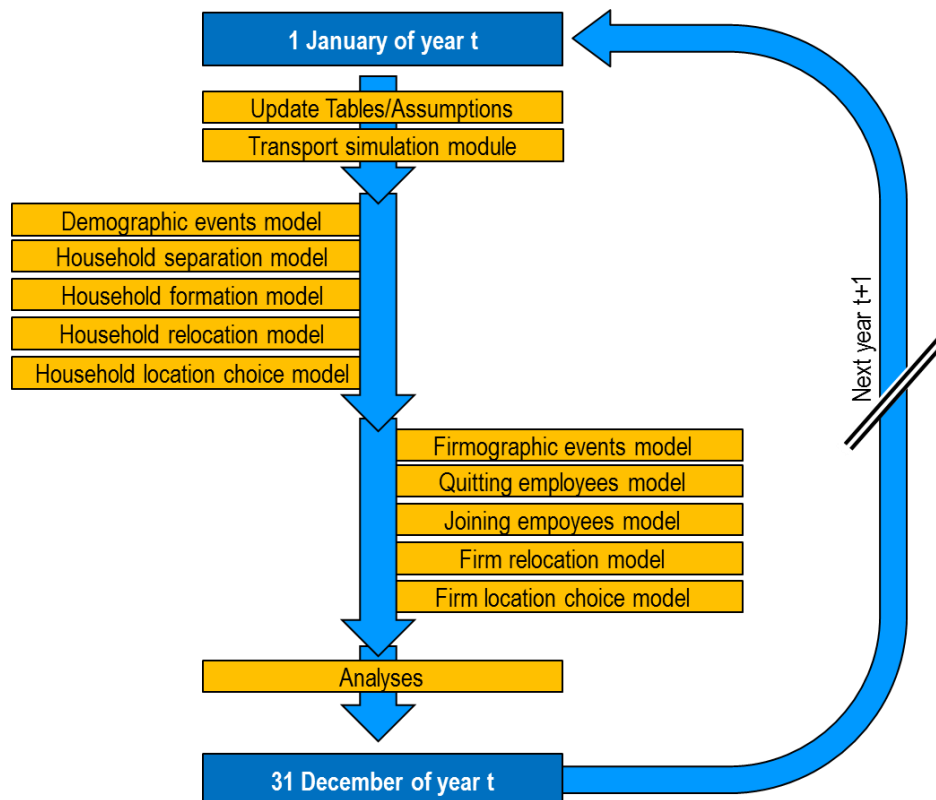 1 January of year t
Update Tables/Assumptions
Transport simulation module
Demographic events model
Household separation model
Household formation model
Household relocation model
Household location choice model
Firmographic events model
Quitting employees model
Joining empoyees model
Firm relocation model
Firm location choice model
Analyses
31 December of year t
Next year t+1